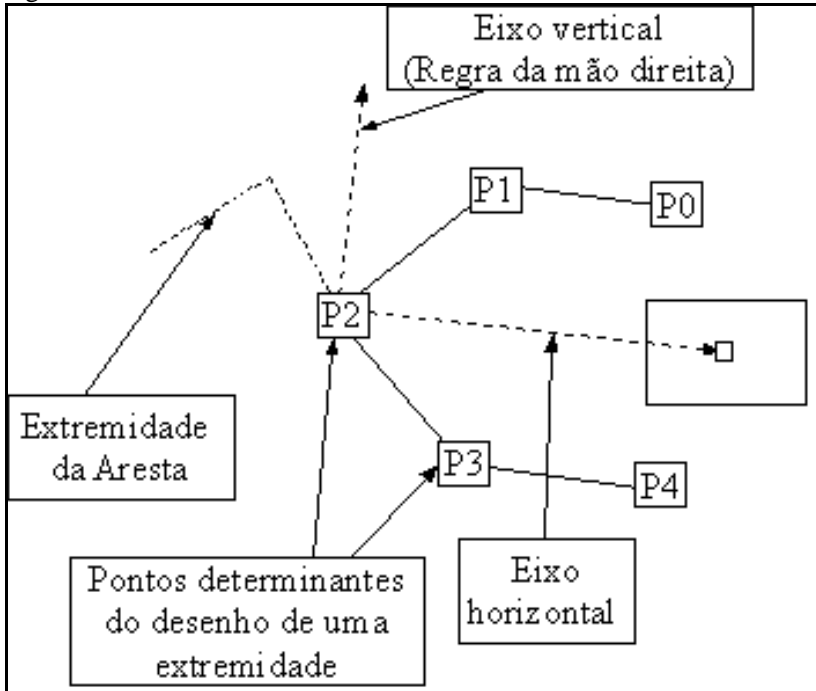 Eixo vertical
(Regra da mão direita)
P1
P0
P2
Extremidade
da Aresta
P3
P4
Pontos determinantes
do desenho de uma
extremidade
Eixo
horizontal